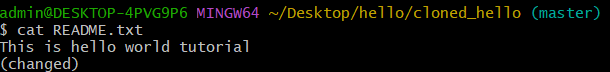 admin@DESKTOP-4PVG9P6 MINGW64 ~/Desktop/hello/cloned_hello (master)
$ cat README.txt
This is hello world tutorial
(changed)